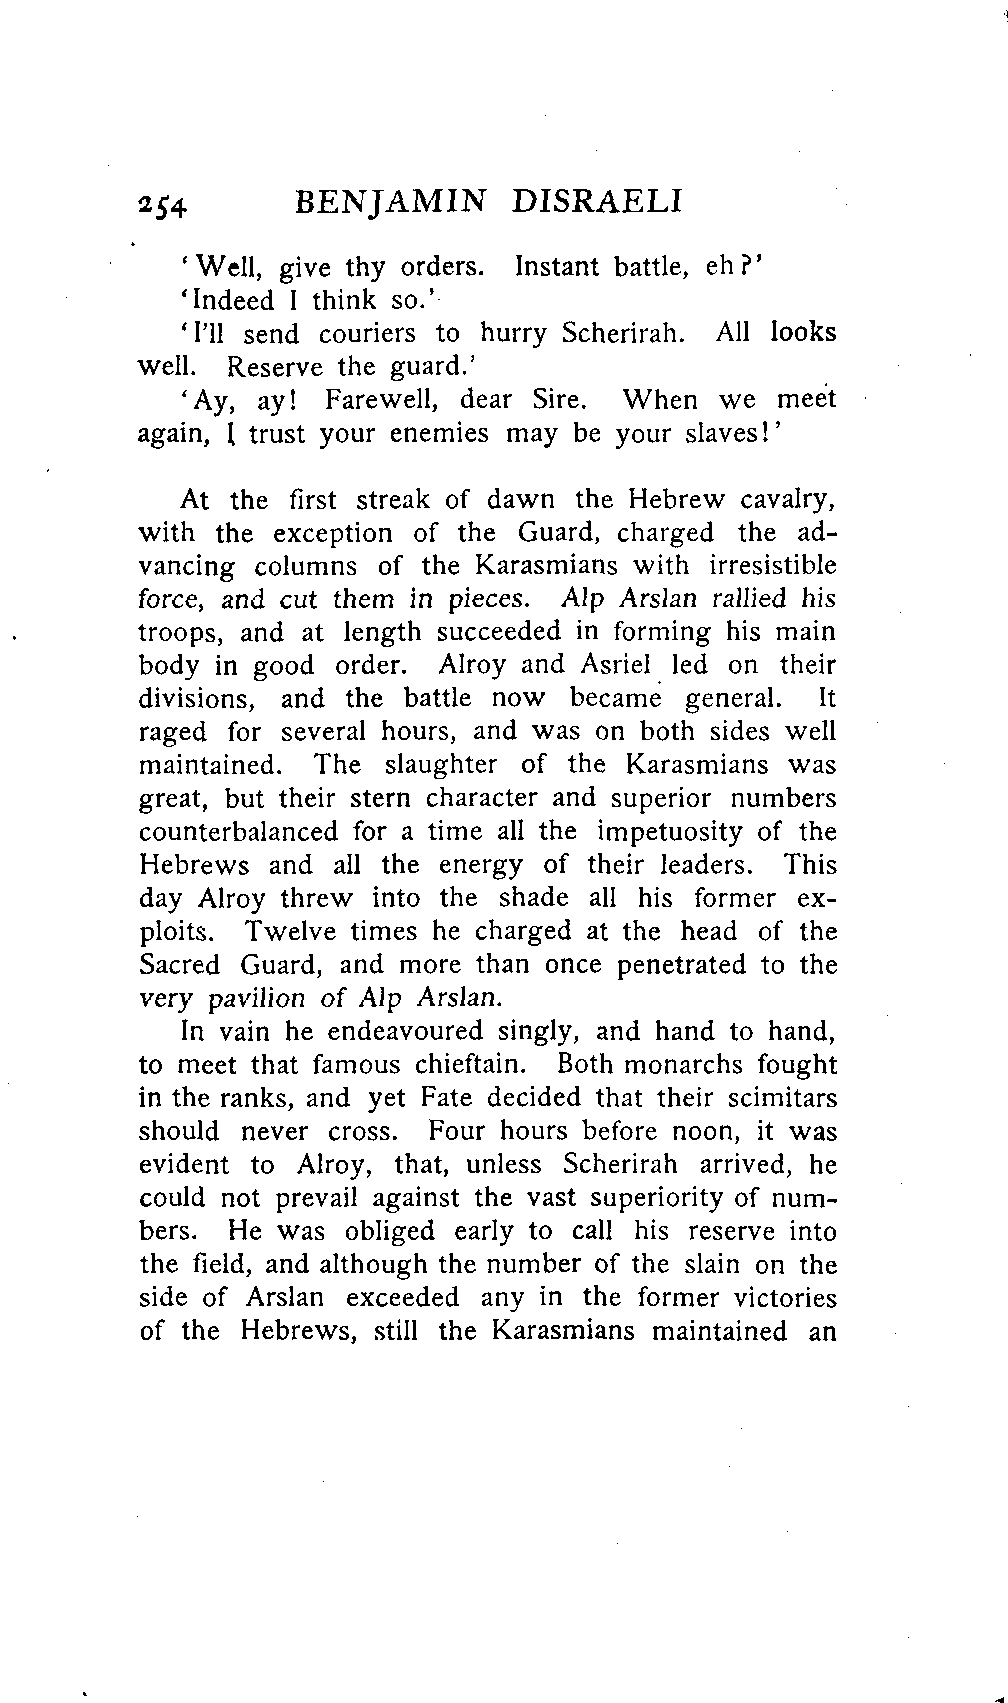 254 BENJAMIN DISRAELI
‘Well, give thy orders. Instant battle, eh?’
‘Indeed I think so.’
‘I’ll send couriers to hurry Scherirah. All looks
well. Reserve the guard.’
‘Ay, ay! Farewell, dear Sire. When we meet
again, I trust your enemies may be your slaves!’
At the first streak of dawn the Hebrew cavalry,
with the exception of the Guard, charged the ad-
vancing columns of the Karasmians with irresistible
force, and cut them in pieces. Alp Arslan rallied his
troops, and at length succeeded in forming his main
body in good order. Alroy and Asriel led on their
divisions, and the battle now became general. It
raged for several hours, and was on both sides well
maintained. The slaughter of the Karasmians was
great, but their stern character and superior numbers
counterbalanced for a time all the impetuosity of the
Hebrews and all the energy of their leaders. This
day Alroy threw into the shade all his former ex-
ploits. Twelve times he charged at the head of the
Sacred Guard, and more than once penetrated to the
very pavilion of Alp Arslan.
In vain he endeavoured singly, and hand to hand,
to meet that famous chieftain. Both monarchs fought
in the ranks, and yet Fate decided that their scimitars
should never cross. Four hours before noon, it was
evident to Alroy, that, unless Scherirah arrived, he
could not prevail against the vast superiority of num-
bers. He was obliged early to call his reserve into
the field, and although the number of the slain on the
side of Arslan exceeded any in the former victories
of the Hebrews, still the Karasmians maintained an